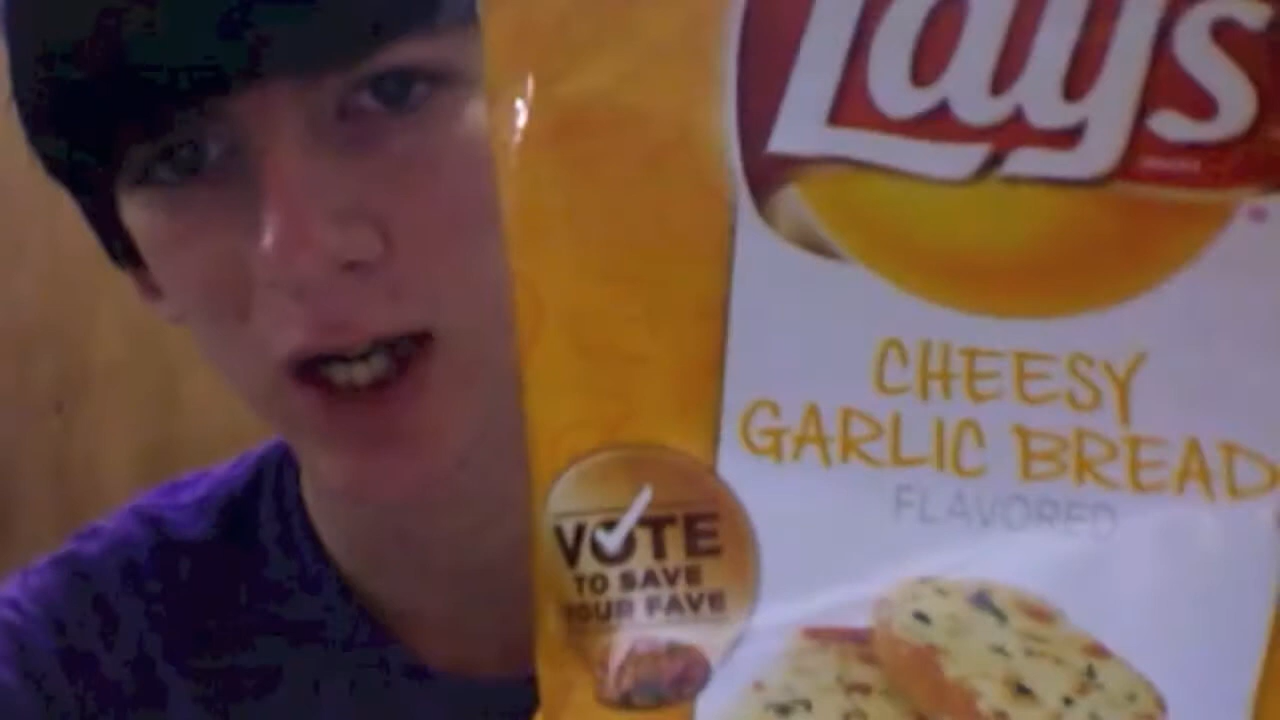 Lay's
CHEESY
GARLIC BREAD
FLAVORED
VOTE
TO SAVE
YOUR FAVE